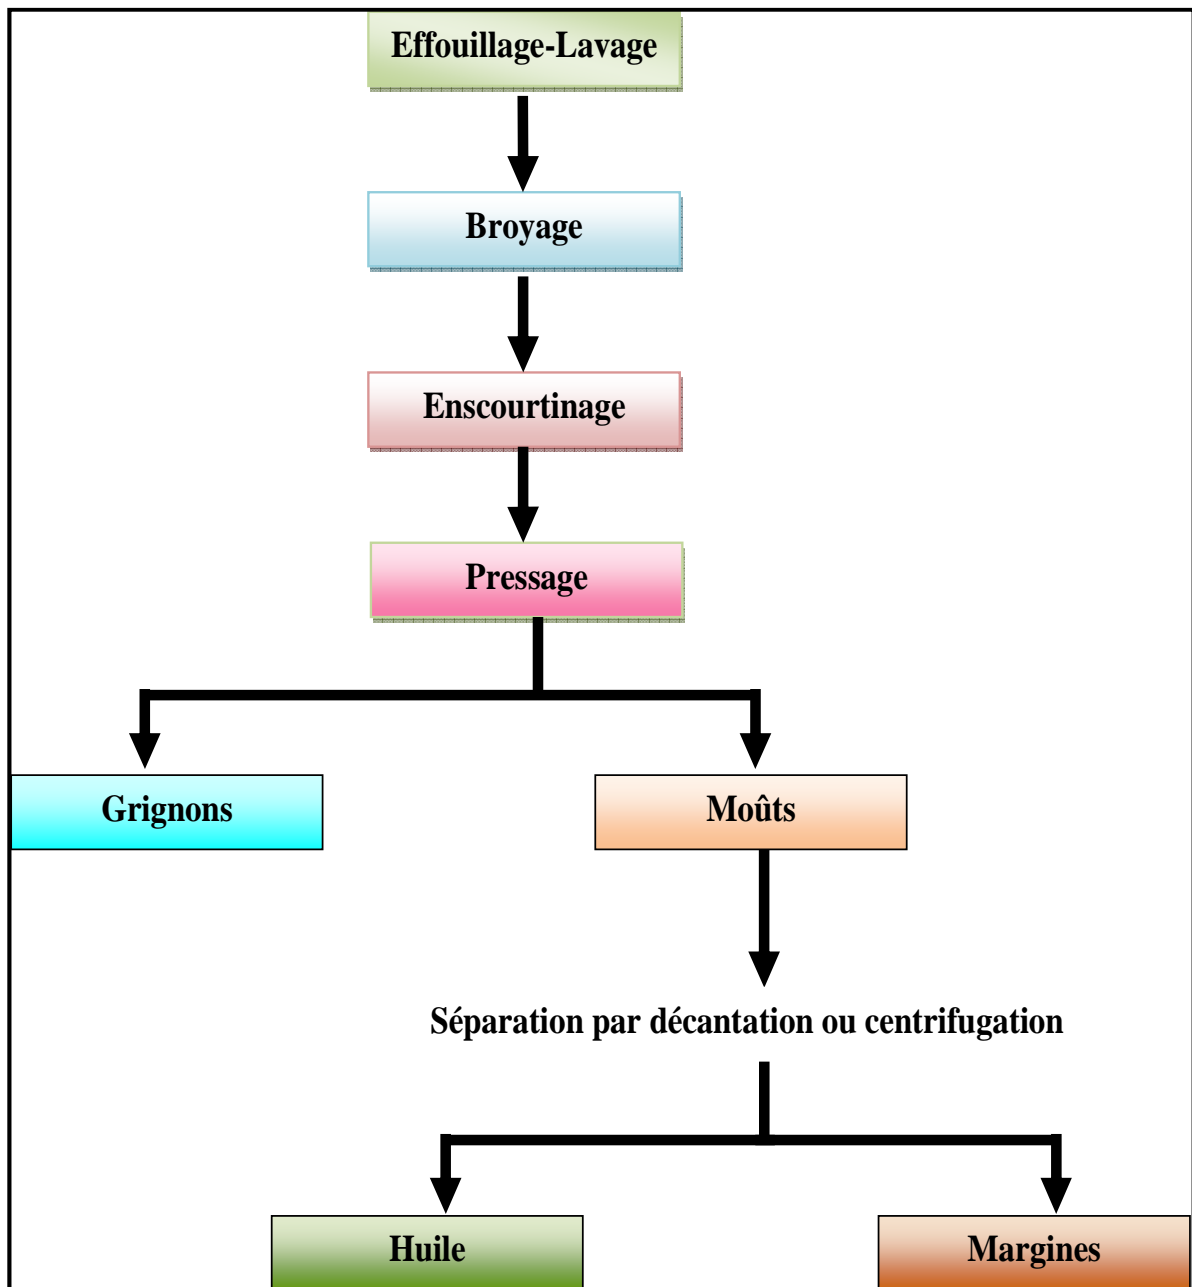 Effouillage-Lavage
Broyage
Enscourtinage
Pressage
Grignons
Moûts
Séparation par décantation ou centrifugation
Huile
Margines